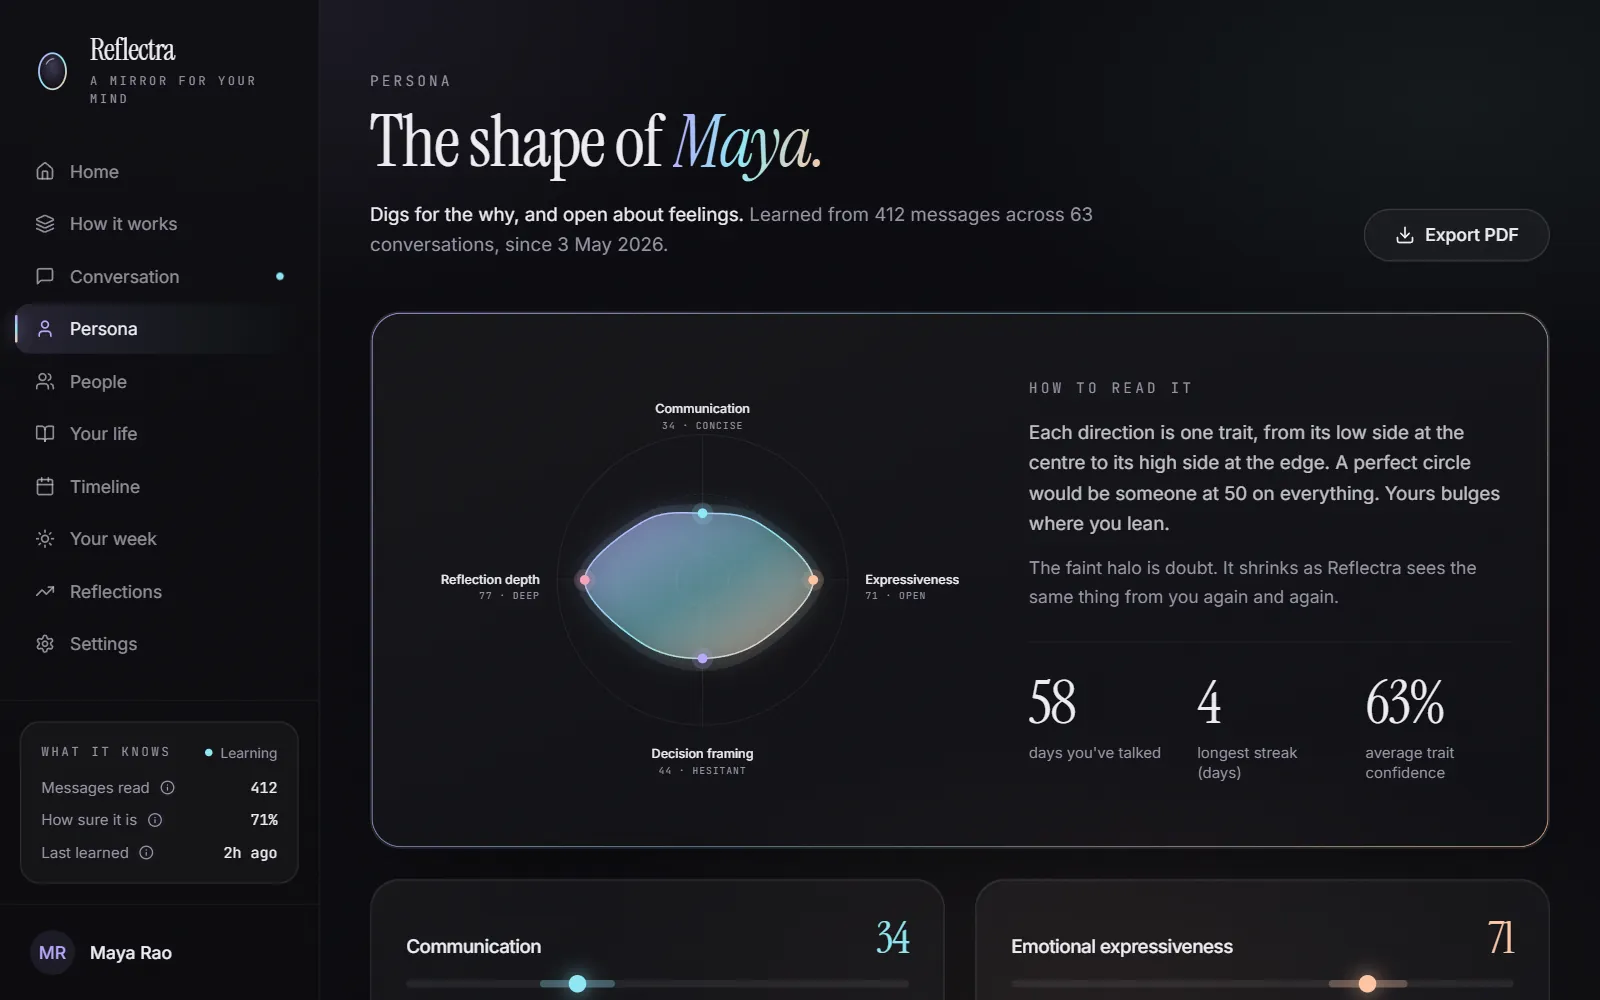 Reflectra
A MIRROR FOR YOUR
MIND
Home
How it works
Conversation
Persona
People
Your life
Timeline
Your week
Reflections
Settings
WHAT IT KNOWS
Learning
Messages read 412
How sure it is 71%
Last learned 2h ago
MR Maya Rao
PERSONA
The shape of Maya.
Digs for the why, and open about feelings. Learned from 412 messages across 63
conversations, since 3 May 2026.
Export PDF
Communication
34 · CONCISE
Reflection depth
77 · DEEP
Expressiveness
71 · OPEN
Decision framing
44 · HESITANT
HOW TO READ IT
Each direction is one trait, from its low side at the
centre to its high side at the edge. A perfect circle
would be someone at 50 on everything. Yours bulges
where you lean.
The faint halo is doubt. It shrinks as Reflectra sees the
same thing from you again and again.
58
days you've talked
4
longest streak
(days)
63%
average trait
confidence
Communication 34
Emotional expressiveness 71